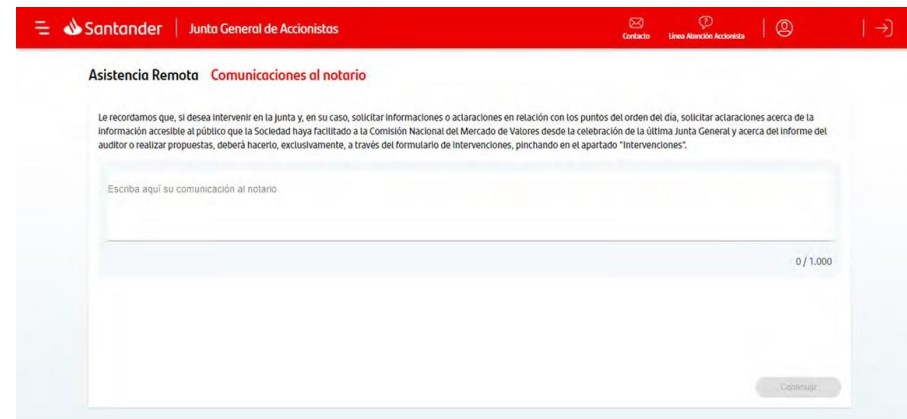 Santander
Junta General de Accionistas
Contacto
Línea Atención Accionista
Asistencia Remota Comunicaciones al notario
Le recordamos que, si desea intervenir en la junta y, en su caso, solicitar informaciones o aclaraciones en relación con los puntos del orden del día, solicitar aclaraciones acerca de la
información accesible al público que la Sociedad haya facilitado a la Comisión Nacional del Mercado de Valores desde la celebración de la última Junta General y acerca del informe del
auditor o realizar propuestas, deberá hacerlo, exclusivamente, a través del formulario de Intervenciones, pinchando en el apartado "Intervenciones".
Escriba aquí su comunicación al notario
0 / 1.000
Continuar